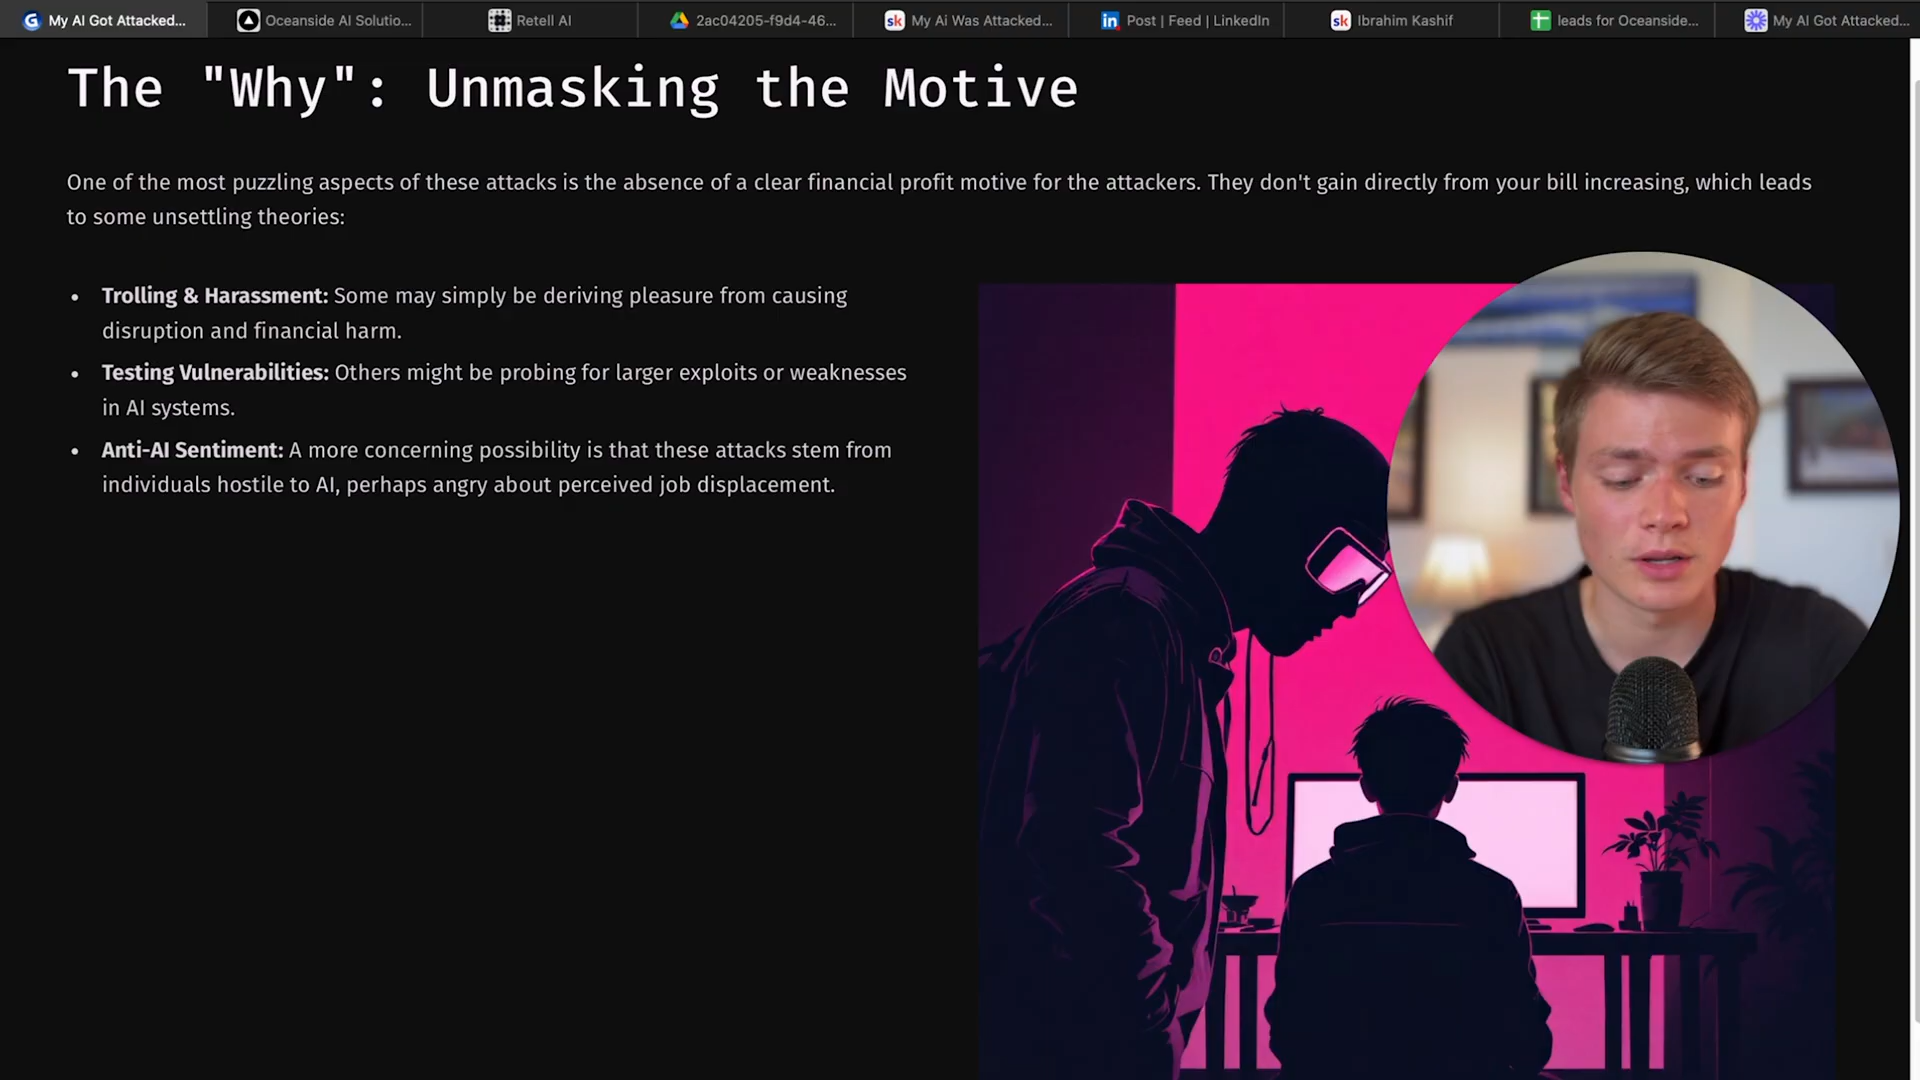 My AI Got Attacked...
Oceanside AI Solutio...
Retell AI
2ac04205-f9d4-46...
My Ai Was Attacked...
Post | Feed | LinkedIn
Ibrahim Kashif
leads for Oceanside...
My AI Got Attacked...
The "Why": Unmasking the Motive
One of the most puzzling aspects of these attacks is the absence of a clear financial profit motive for the attackers. They don't gain directly from your bill increasing, which leads
to some unsettling theories:
• Trolling & Harassment: Some may simply be deriving pleasure from causing
disruption and financial harm.
• Testing Vulnerabilities: Others might be probing for larger exploits or weaknesses
in AI systems.
• Anti-AI Sentiment: A more concerning possibility is that these attacks stem from
individuals hostile to AI, perhaps angry about perceived job displacement.